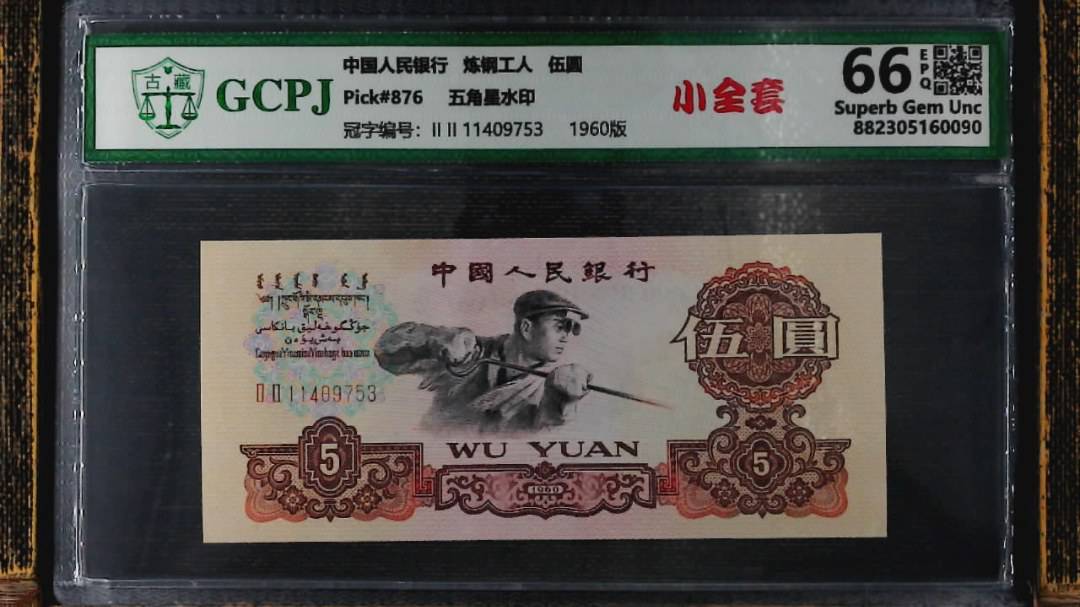 古藏
GCPJ
中国人民银行 炼钢工人 伍圆
Pick#876 五角星水印
冠字编号: II II 11409753 1960版
小全套
66
EPQ
Superb Gem Unc
882305160090
中國人民銀行
伍圓
II II 11409753
WU YUAN
5
1960
5